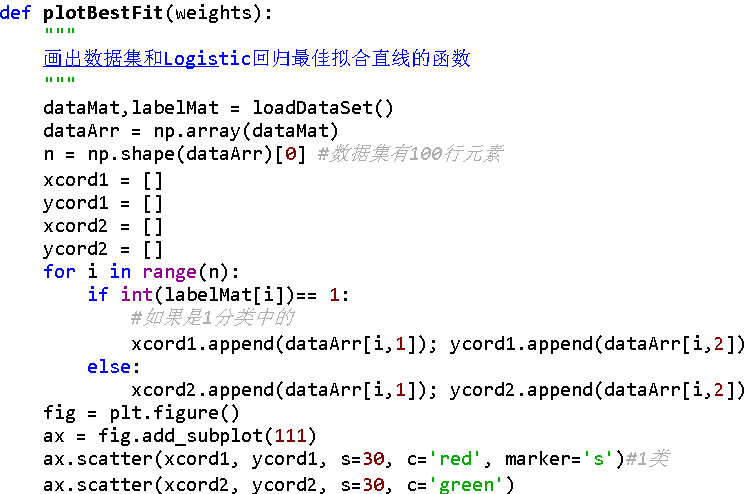 def plotBestFit(weights):
    """
    画出数据集和Logistic回归最佳拟合直线的函数
    """
    dataMat,labelMat = loadDataSet()
    dataArr = np.array(dataMat)
    n = np.shape(dataArr)[0] #数据集有100行元素
    xcord1 = []
    ycord1 = []
    xcord2 = []
    ycord2 = []
    for i in range(n):
        if int(labelMat[i])== 1:
            #如果是1分类中的
            xcord1.append(dataArr[i,1]); ycord1.append(dataArr[i,2])
        else:
            xcord2.append(dataArr[i,1]); ycord2.append(dataArr[i,2])
    fig = plt.figure()
    ax = fig.add_subplot(111)
    ax.scatter(xcord1, ycord1, s=30, c='red', marker='s')#1类
    ax.scatter(xcord2, ycord2, s=30, c='green')